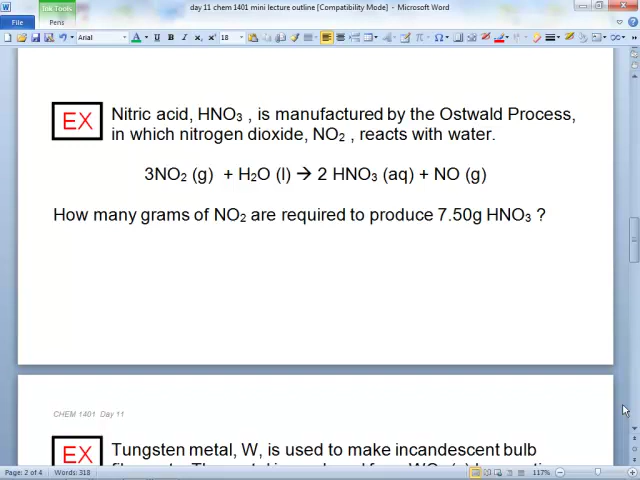 Ink Tools
day 11 chem 1401 mini lecture outline [Compatibility Mode] - Microsoft Word
File
Pens
Arial
18
EX
Nitric acid, HNO₃ , is manufactured by the Ostwald Process,
in which nitrogen dioxide, NO₂ , reacts with water.
3NO₂ (g) + H₂O (l) → 2 HNO₃ (aq) + NO (g)
How many grams of NO₂ are required to produce 7.50g HNO₃ ?
CHEM 1401 Day 11
EX
Tungsten metal, W, is used to make incandescent bulb
Page: 2 of 4
Words: 318
117%